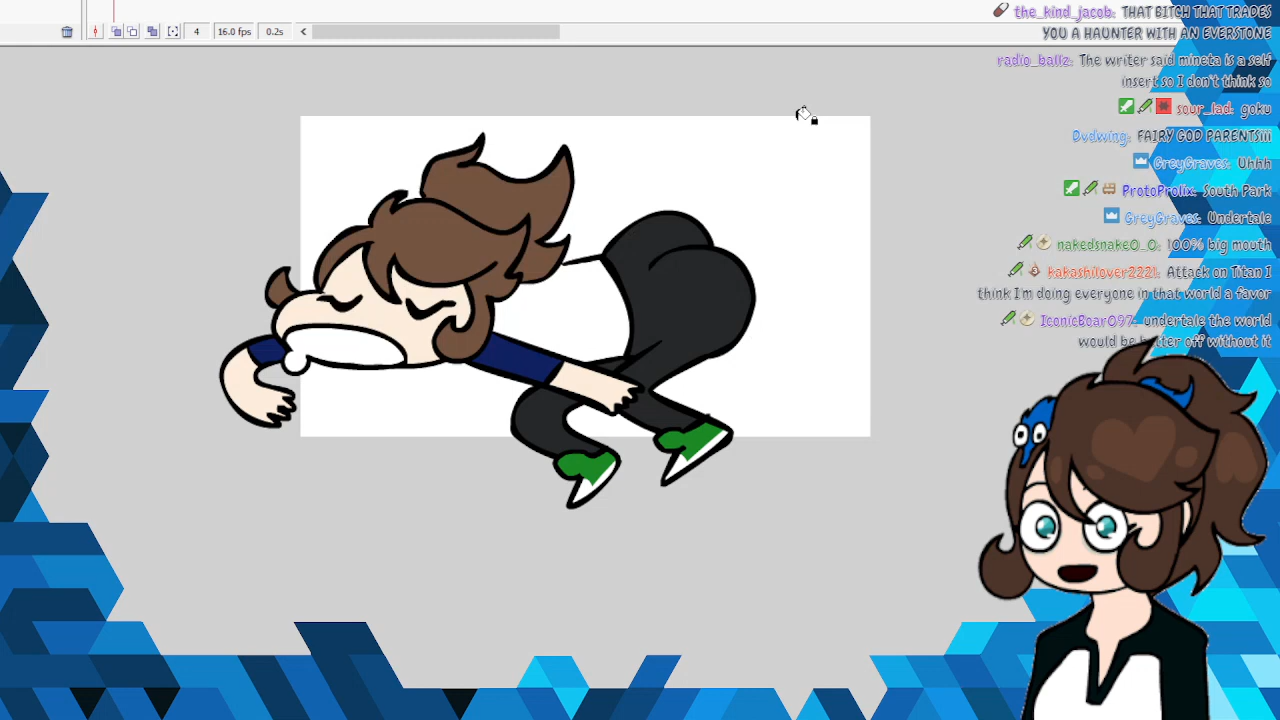 4 16.0 fps 0.2s
the_kind_jacob: THAT BITCH THAT TRADES
YOU A HAUNTER WITH AN EVERSTONE
radio_ballz: The writer said mineta is a self
insert so I don't think so
sour_lad: goku
Dvdwing: FAIRY GOD PARENTSiii
GreyGraves: Uhhh
ProtoProlix: South Park
GreyGraves: Undertale
nakedsnake0_0: 100% big mouth
kakashilover2221: Attack on Titan I
think I'm doing everyone in that world a favor
IconicBoar097: undertale the world
would be better off without it